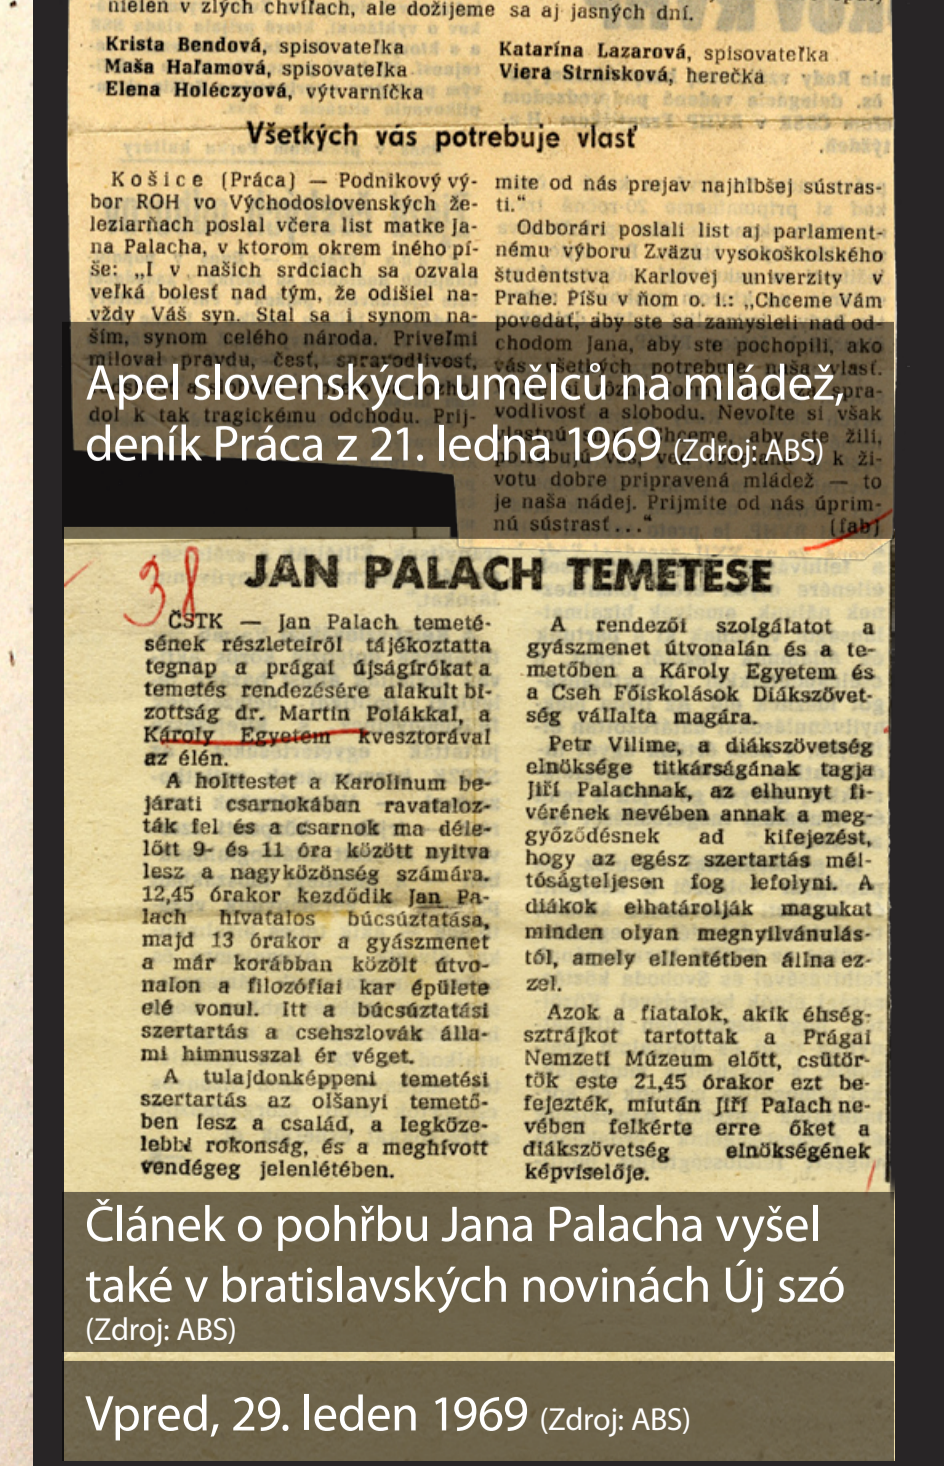 nielen v zlých chvíľach, ale dožijeme sa aj jasných dní.
Krista Bendová, spisovateľka
Maša Haľamová, spisovateľka
Elena Holéczyová, výtvarníčka
Katarína Lazarová, spisovateľka
Viera Strnisková, herečka
Všetkých vás potrebuje vlasť
Košice (Práca) — Podnikový vý-
bor ROH vo Východoslovenských že-
leziarňach poslal včera list matke Ja-
na Palacha, v ktorom okrem iného pí-
še: „I v našich srdciach sa ozvala
veľká bolesť nad tým, že odišiel na-
vždy Váš syn. Stal sa i synom na-
ším, synom celého národa. Priveľmi
miloval pravdu, česť, spravodlivosť,
dol k tak tragickému odchodu. Prij-
mite od nás prejav najhlbšej sústras-
ti.“
Odborári poslali list aj parlament-
nému výboru Zväzu vysokoškolského
študentstva Karlovej univerzity v
Prahe. Píšu v ňom o. i.: „Chceme Vám
povedať, aby ste sa zamysleli nad od-
chodom Jana, aby ste pochopili, ako
vás všetkých potrebuje naša vlasť.
spra-
vodlivosť a slobodu. Nevoľte si však
Chceme, aby ste žili,
k ži-
votu dobre pripravená mládež — to
je naša nádej. Prijmite od nás úprim-
nú sústrasť...“ (fab)
Apel slovenských umělců na mládež,
deník Práca z 21. ledna 1969 (Zdroj: ABS)
38
JAN PALACH TEMETÉSE
ČSTK — Jan Palach temeté-
sének részleteiről tájékoztatta
tegnap a prágai újságírókat a
temetés rendezésére alakult bi-
zottság dr. Martin Polákkal, a
Károly Egyetem kvesztorával
az élén.
A holttestet a Karolinum be-
járati csarnokában ravataloz-
ták fel és a csarnok ma déle-
lőtt 9- és 11 óra között nyitva
lesz a nagyközönség számára.
12,45 órakor kezdődik Jan Pa-
lach hivatalos búcsúztatása,
majd 13 órakor a gyászmenet
a már korábban közölt útvo-
nalon a filozófiai kar épülete
elé vonul. Itt a búcsúztatási
szertartás a csehszlovák álla-
mi himnusszal ér véget.
A tulajdonképpeni temetési
szertartás az olšanyi temető-
ben lesz a család, a legköze-
lebbi rokonság, és a meghívott
vendégeg jelenlétében.
A rendezői szolgálatot a
gyászmenet útvonalán és a te-
metőben a Károly Egyetem és
a Cseh Főiskolások Diákszövet-
ség vállalta magára.
Petr Vilime, a diákszövetség
elnöksége titkárságának tagja
Jiří Palachnak, az elhunyt fi-
vérének nevében annak a meg-
győződésnek ad kifejezést,
hogy az egész szertartás mél-
tóságteljesen fog lefolyni. A
diákok elhatárolják magukat
minden olyan megnyilvánulás-
tól, amely ellentétben állna ez-
zel.
Azok a fiatalok, akik éhség-
sztrájkot tartottak a Prágai
Nemzeti Múzeum előtt, csütör-
tök este 21,45 órakor ezt be-
fejezték, miután Jiří Palach ne-
vében felkérte erre őket a
diákszövetség elnökségének
képviselője.
Článek o pohřbu Jana Palacha vyšel
také v bratislavských novinách Új szó
(Zdroj: ABS)
Vpred, 29. leden 1969 (Zdroj: ABS)